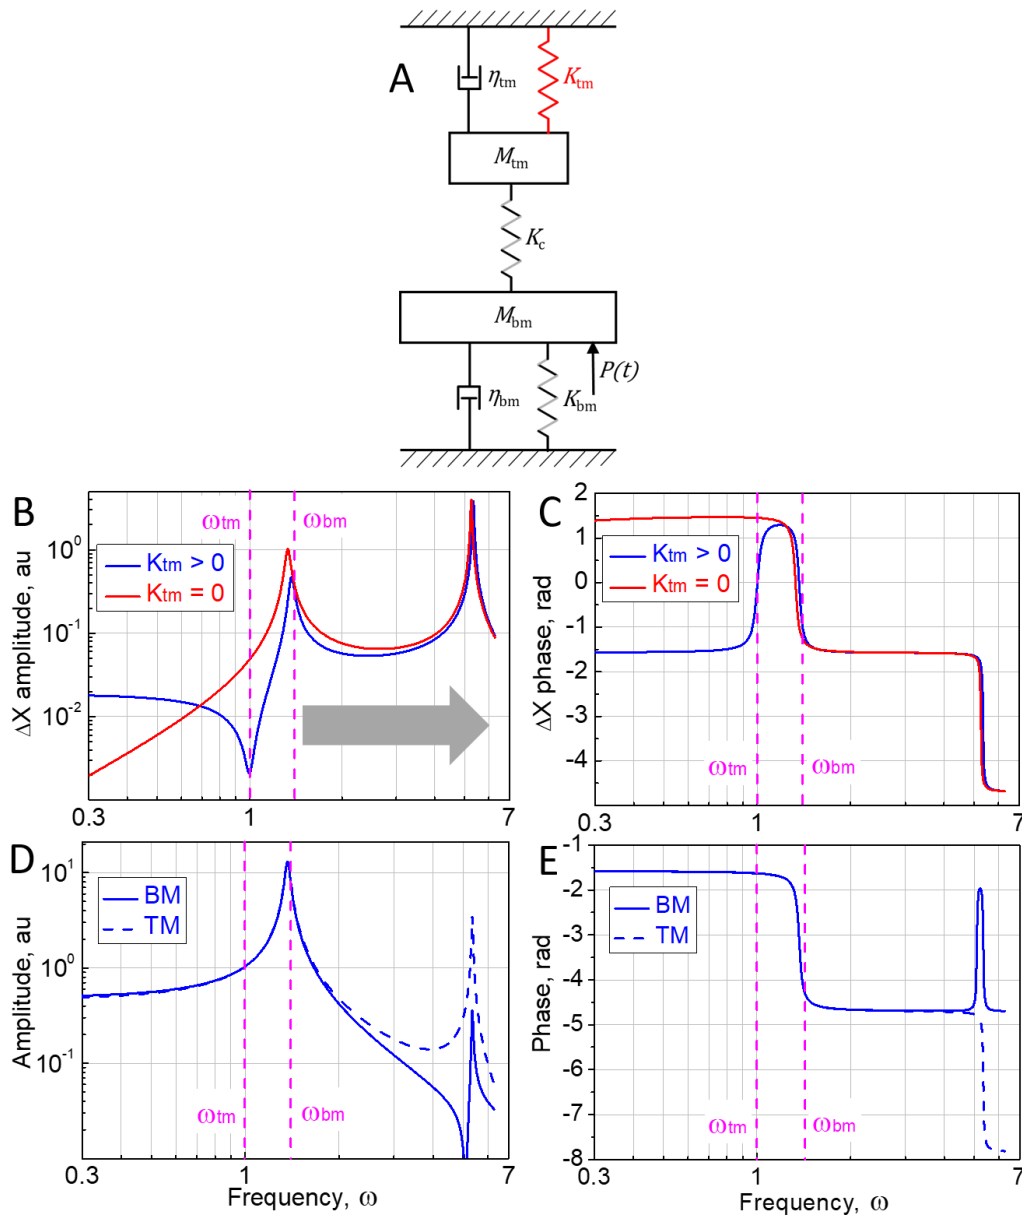 A
ηtm
Ktm
Mtm
Kc
Mbm
P(t)
ηbm
Kbm
B
ΔX amplitude, au
10^0
10^-1
10^-2
ωtm
ωbm
Ktm > 0
Ktm = 0
0.3
1
7
C
ΔX phase, rad
2
1
0
-1
-2
-3
-4
Ktm > 0
Ktm = 0
ωtm
ωbm
0.3
1
7
D
Amplitude, au
10^1
10^0
10^-1
BM
TM
ωtm
ωbm
0.3
1
7
Frequency, ω
E
Phase, rad
-1
-2
-3
-4
-5
-6
-7
-8
BM
TM
ωtm
ωbm
0.3
1
7
Frequency, ω